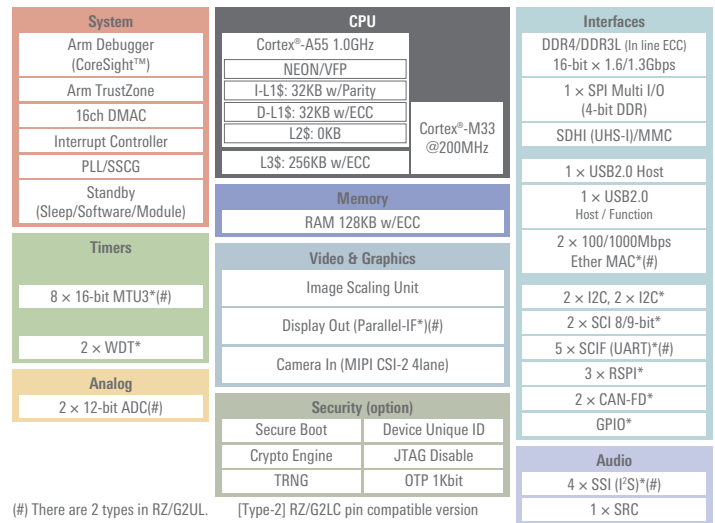 System
Arm Debugger
(CoreSight™)
Arm TrustZone
16ch DMAC
Interrupt Controller
PLL/SSCG
Standby
(Sleep/Software/Module)
Timers
8 × 16-bit MTU3*(#)
2 × WDT*
Analog
2 × 12-bit ADC(#)
CPU
Cortex®-A55 1.0GHz
NEON/VFP
I-L1$: 32KB w/Parity
D-L1$: 32KB w/ECC
L2$: 0KB
L3$: 256KB w/ECC
Cortex®-M33
@200MHz
Memory
RAM 128KB w/ECC
Video & Graphics
Image Scaling Unit
Display Out (Parallel-IF*)(#)
Camera In (MIPI CSI-2 4lane)
Security (option)
Secure Boot
Device Unique ID
Crypto Engine
JTAG Disable
TRNG
OTP 1Kbit
Interfaces
DDR4/DDR3L (In line ECC)
16-bit × 1.6/1.3Gbps
1 × SPI Multi I/O
(4-bit DDR)
SDHI (UHS-I)/MMC
1 × USB2.0 Host
1 × USB2.0
Host / Function
2 × 100/1000Mbps
Ether MAC*(#)
2 × I2C, 2 × I2C*
2 × SCI 8/9-bit*
5 × SCIF (UART)*(#)
3 × RSPI*
2 × CAN-FD*
GPIO*
Audio
4 × SSI (I²S)*(#)
1 × SRC
(#) There are 2 types in RZ/G2UL.
[Type-2] RZ/G2LC pin compatible version